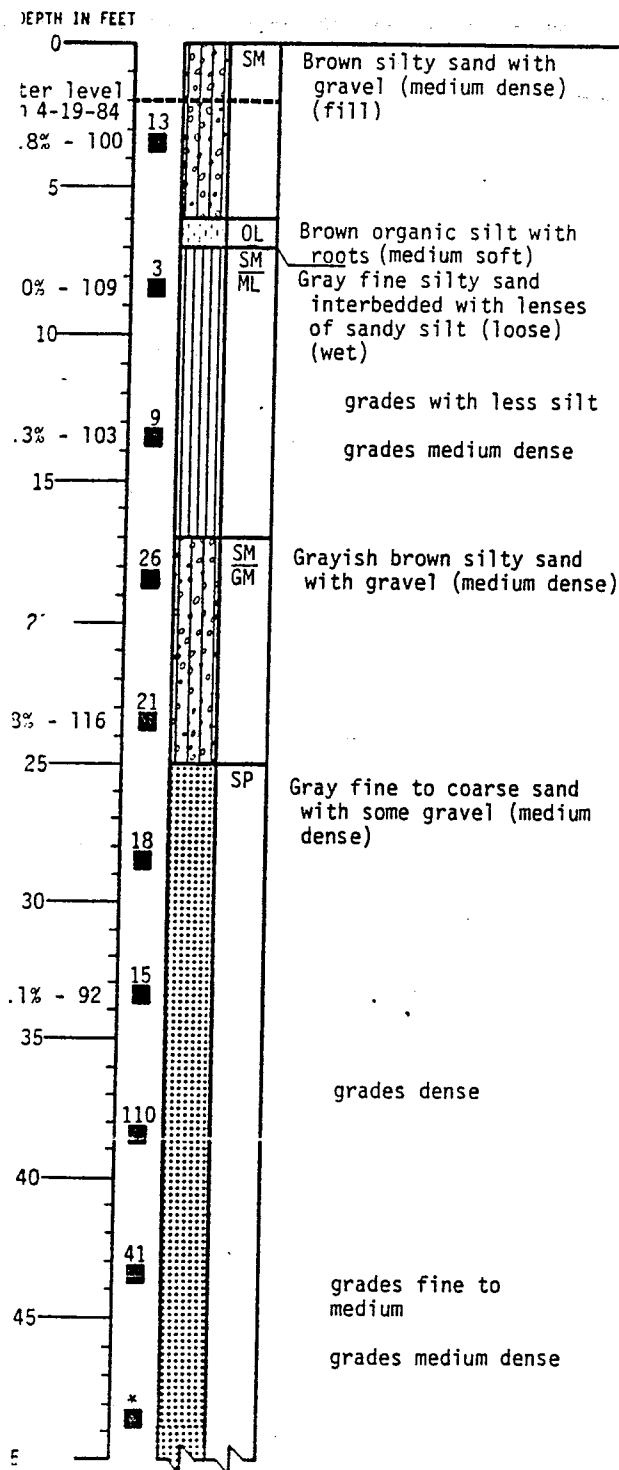 DEPTH IN FEET
0
SM
Brown silty sand with
gravel (medium dense)
(fill)
ter level
4-19-84
13
.8% - 100
5
OL
Brown organic silt with
roots (medium soft)
SM
ML
3
0% - 109
Gray fine silty sand
interbedded with lenses
of sandy silt (loose)
(wet)
10
grades with less silt
9
.3% - 103
grades medium dense
15
26
SM
GM
Grayish brown silty sand
with gravel (medium dense)
2
21
3% - 116
25
SP
Gray fine to coarse sand
with some gravel (medium
dense)
18
30
15
.1% - 92
35
grades dense
110
40
41
grades fine to
medium
45
grades medium dense
*